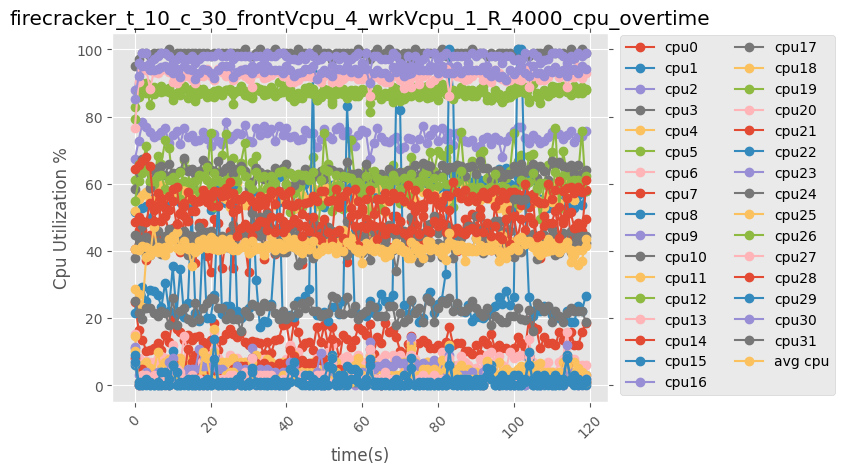 firecracker_t_10_c_30_frontVcpu_4_wrkVcpu_1_R_4000_cpu_overtime
Cpu Utilization %
100
80
60
40
20
0
0
20
40
60
80
100
120
time(s)
cpu0
cpu1
cpu2
cpu3
cpu4
cpu5
cpu6
cpu7
cpu8
cpu9
cpu10
cpu11
cpu12
cpu13
cpu14
cpu15
cpu16
cpu17
cpu18
cpu19
cpu20
cpu21
cpu22
cpu23
cpu24
cpu25
cpu26
cpu27
cpu28
cpu29
cpu30
cpu31
avg cpu